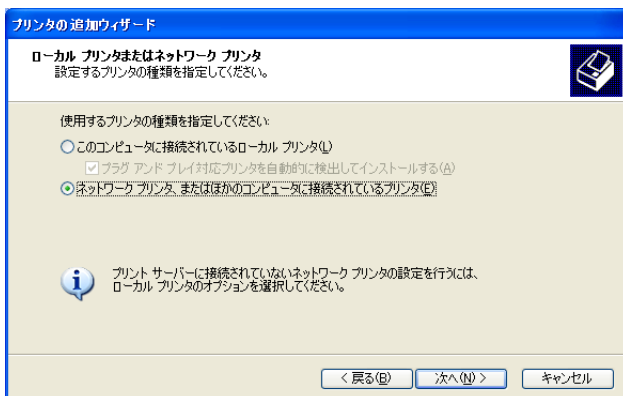 プリンタの追加ウィザード
ローカル プリンタまたはネットワーク プリンタ
設定するプリンタの種類を指定してください。
使用するプリンタの種類を指定してください:
このコンピュータに接続されているローカル プリンタ(L)
プラグ アンド プレイ対応プリンタを自動的に検出してインストールする(A)
ネットワーク プリンタ、またはほかのコンピュータに接続されているプリンタ(E)
プリント サーバーに接続されていないネットワーク プリンタの設定を行うには、
ローカル プリンタのオプションを選択してください。
< 戻る(B) 次へ(N) > キャンセル